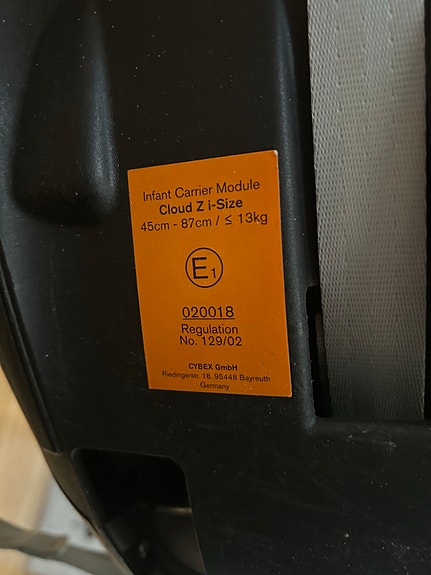 Infant Carrier Module
Cloud Z i-Size
45cm - 87cm / ≤ 13kg
E1
020018
Regulation
No. 129/02
CYBEX GmbH
Riedingerstr. 18, 95448 Bayreuth
Germany